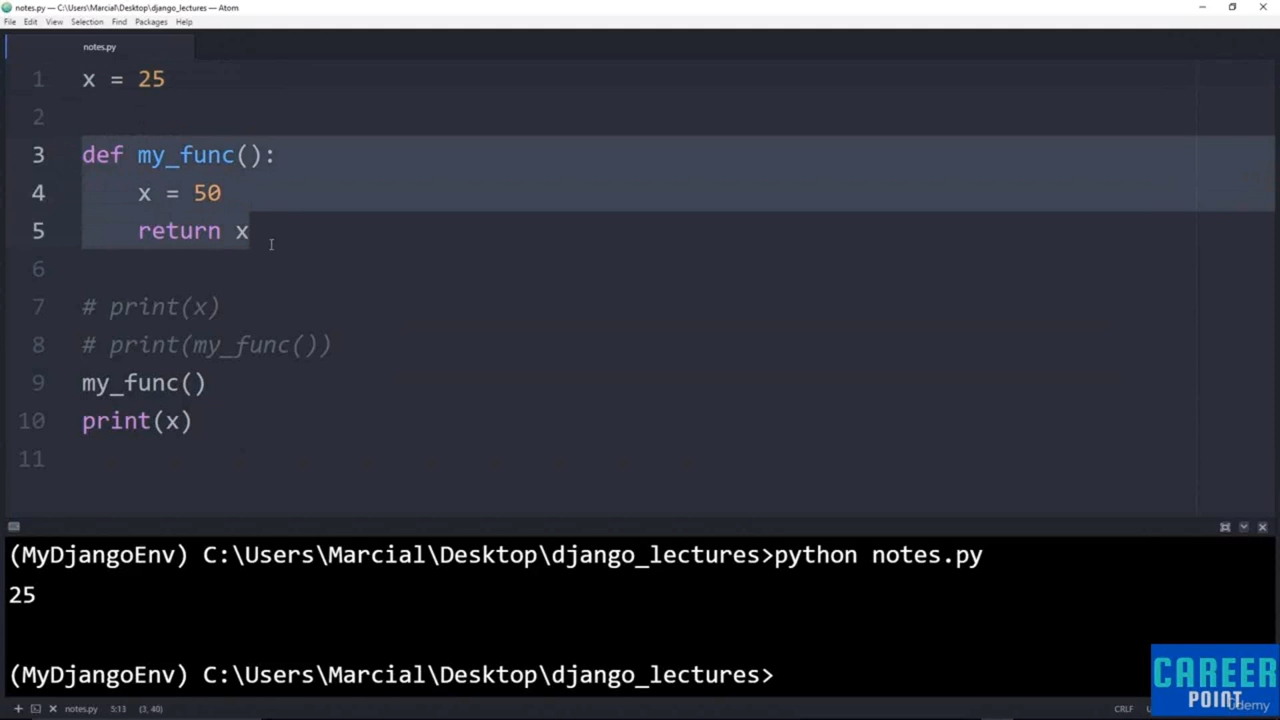 notes.py — C:\Users\Marcial\Desktop\django_lectures — Atom
File Edit View Selection Find Packages Help
notes.py
1 x = 25
2
3 def my_func():
4     x = 50
5     return x
6
7 # print(x)
8 # print(my_func())
9 my_func()
10 print(x)
11
(MyDjangoEnv) C:\Users\Marcial\Desktop\django_lectures>python notes.py
25
(MyDjangoEnv) C:\Users\Marcial\Desktop\django_lectures>
CAREER
POINT
notes.py 5:13 (3, 40) CRLF
Udemy